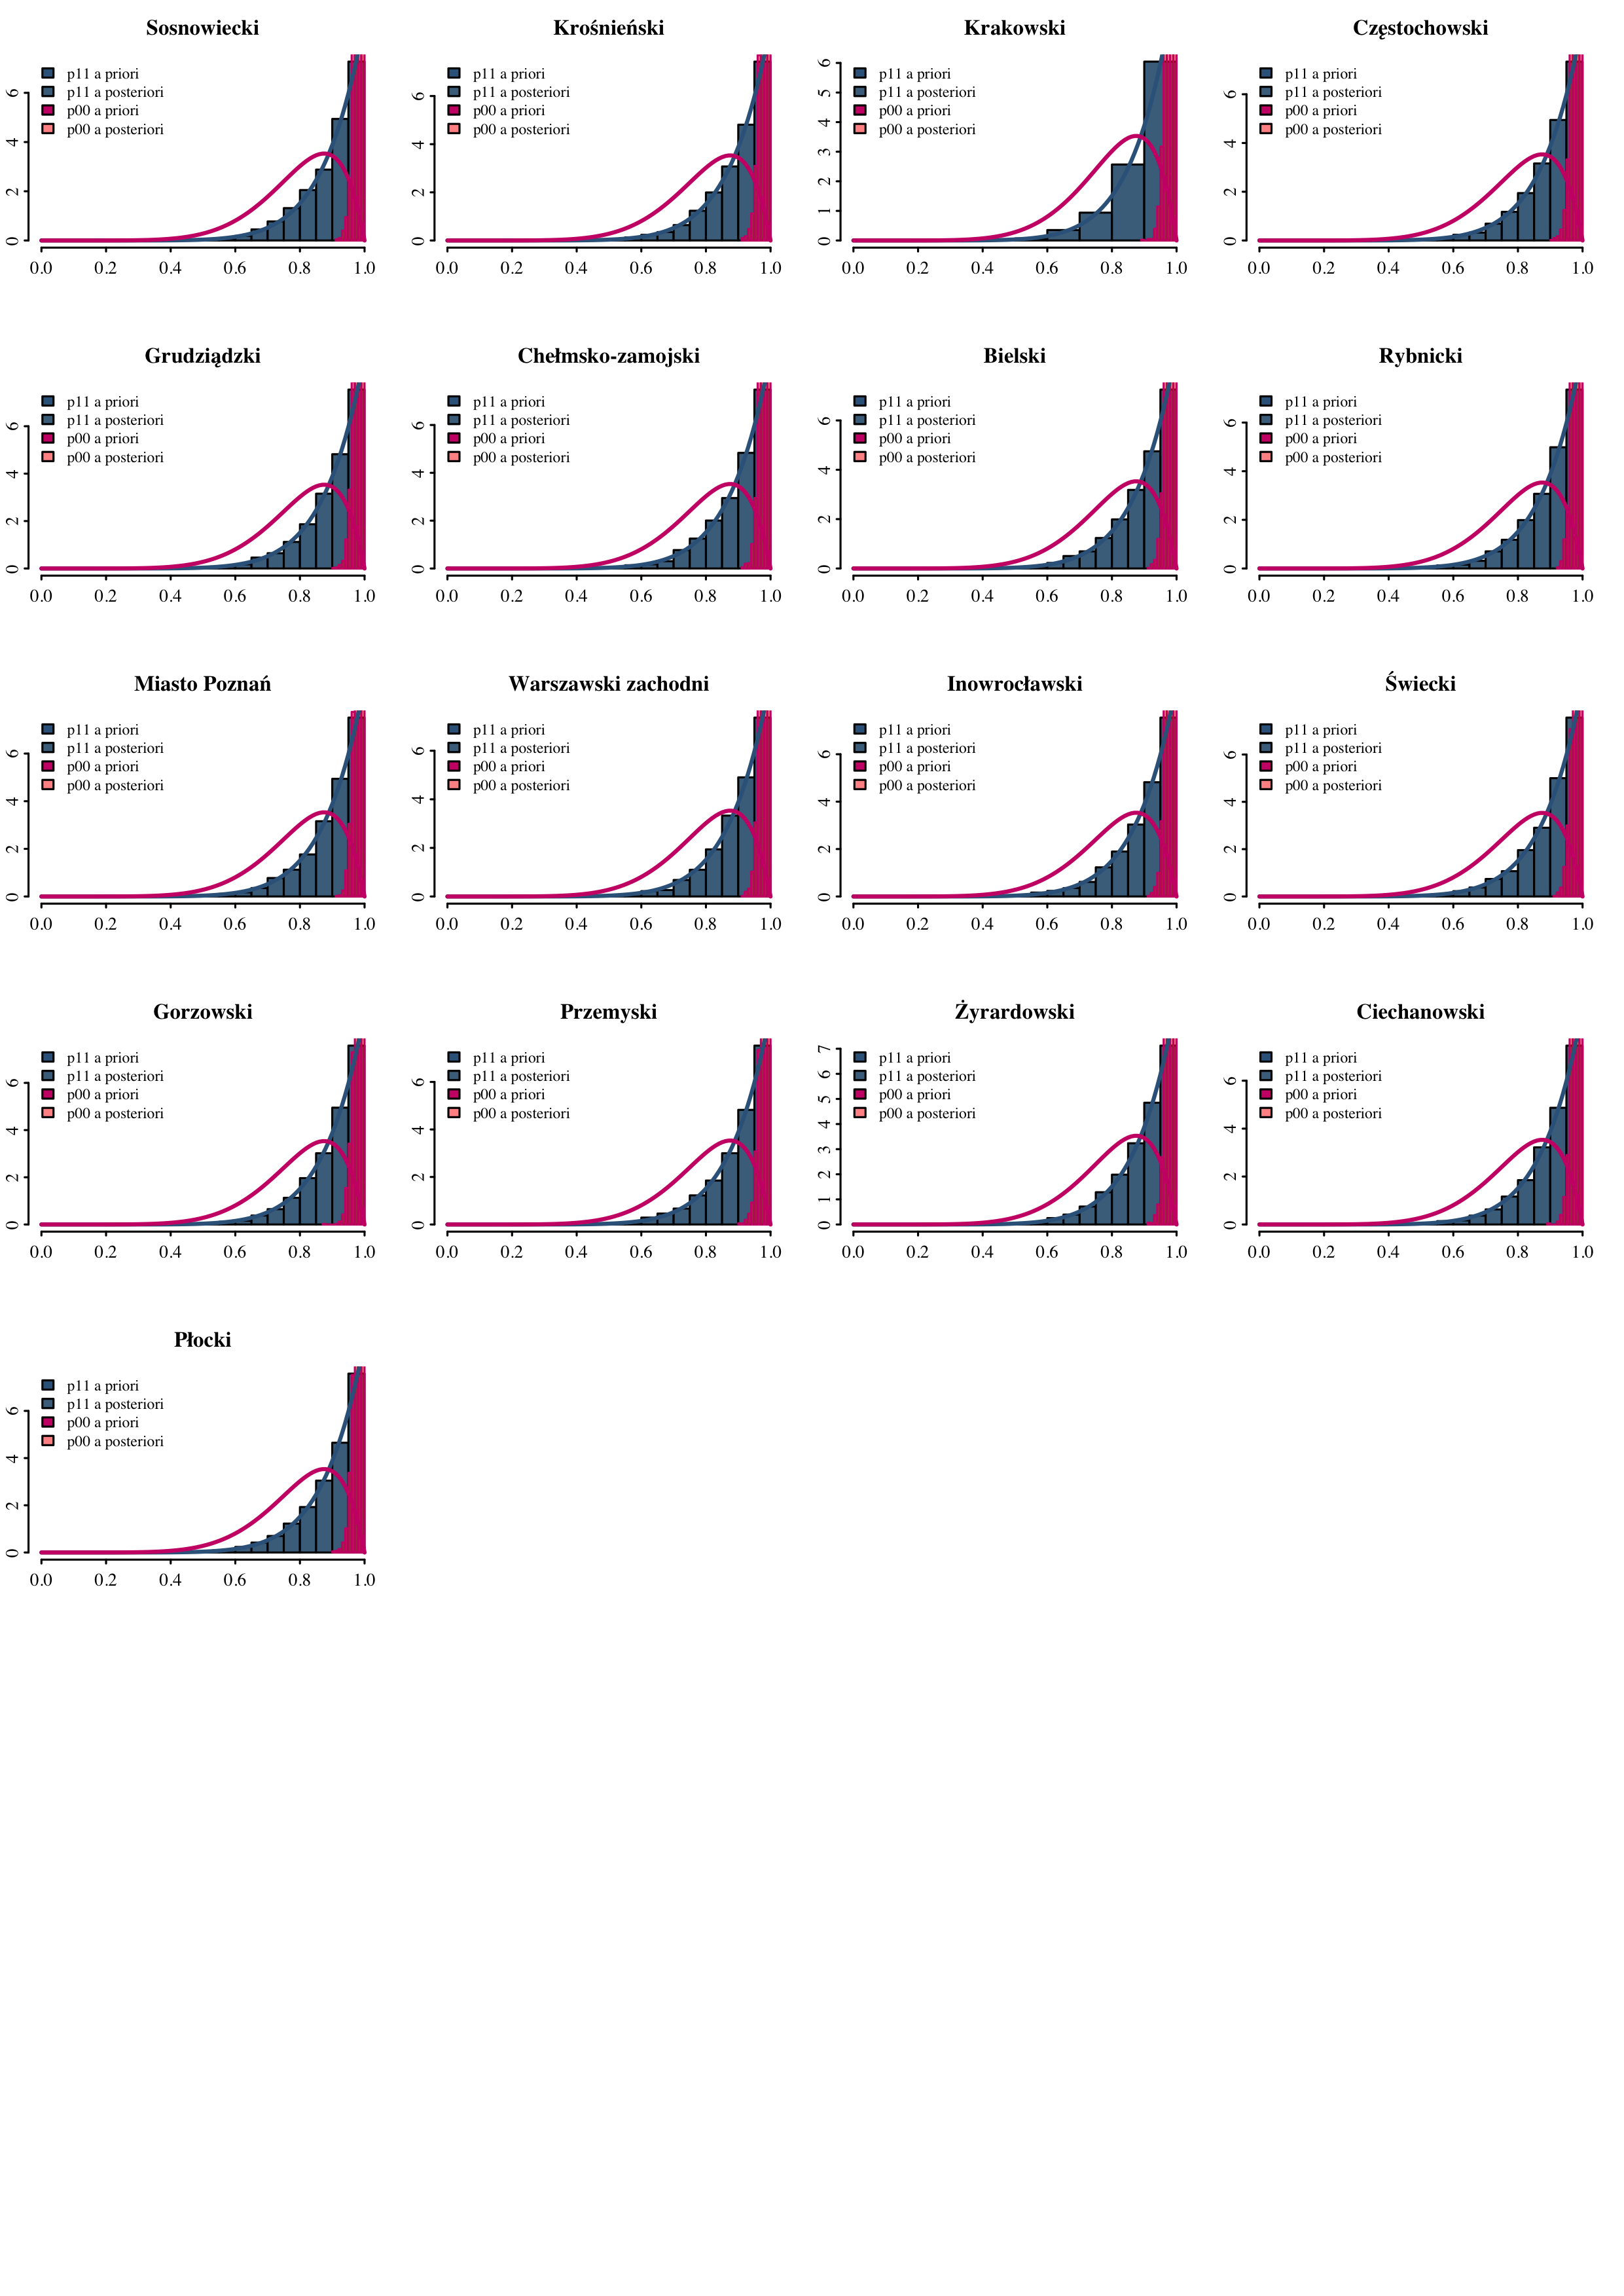 Sosnowiecki
p11 a priori
p11 a posteriori
p00 a priori
p00 a posteriori
0 2 4 6
0.0 0.2 0.4 0.6 0.8 1.0
Krośnieński
p11 a priori
p11 a posteriori
p00 a priori
p00 a posteriori
0 2 4 6
0.0 0.2 0.4 0.6 0.8 1.0
Krakowski
p11 a priori
p11 a posteriori
p00 a priori
p00 a posteriori
0 1 2 3 4 5 6
0.0 0.2 0.4 0.6 0.8 1.0
Częstochowski
p11 a priori
p11 a posteriori
p00 a priori
p00 a posteriori
0 2 4 6
0.0 0.2 0.4 0.6 0.8 1.0
Grudziądzki
p11 a priori
p11 a posteriori
p00 a priori
p00 a posteriori
0 2 4 6
0.0 0.2 0.4 0.6 0.8 1.0
Chełmsko-zamojski
p11 a priori
p11 a posteriori
p00 a priori
p00 a posteriori
0 2 4 6
0.0 0.2 0.4 0.6 0.8 1.0
Bielski
p11 a priori
p11 a posteriori
p00 a priori
p00 a posteriori
0 2 4 6
0.0 0.2 0.4 0.6 0.8 1.0
Rybnicki
p11 a priori
p11 a posteriori
p00 a priori
p00 a posteriori
0 2 4 6
0.0 0.2 0.4 0.6 0.8 1.0
Miasto Poznań
p11 a priori
p11 a posteriori
p00 a priori
p00 a posteriori
0 2 4 6
0.0 0.2 0.4 0.6 0.8 1.0
Warszawski zachodni
p11 a priori
p11 a posteriori
p00 a priori
p00 a posteriori
0 2 4 6
0.0 0.2 0.4 0.6 0.8 1.0
Inowrocławski
p11 a priori
p11 a posteriori
p00 a priori
p00 a posteriori
0 2 4 6
0.0 0.2 0.4 0.6 0.8 1.0
Świecki
p11 a priori
p11 a posteriori
p00 a priori
p00 a posteriori
0 2 4 6
0.0 0.2 0.4 0.6 0.8 1.0
Gorzowski
p11 a priori
p11 a posteriori
p00 a priori
p00 a posteriori
0 2 4 6
0.0 0.2 0.4 0.6 0.8 1.0
Przemyski
p11 a priori
p11 a posteriori
p00 a priori
p00 a posteriori
0 2 4 6
0.0 0.2 0.4 0.6 0.8 1.0
Żyrardowski
p11 a priori
p11 a posteriori
p00 a priori
p00 a posteriori
0 1 2 3 4 5 6 7
0.0 0.2 0.4 0.6 0.8 1.0
Ciechanowski
p11 a priori
p11 a posteriori
p00 a priori
p00 a posteriori
0 2 4 6
0.0 0.2 0.4 0.6 0.8 1.0
Płocki
p11 a priori
p11 a posteriori
p00 a priori
p00 a posteriori
0 2 4 6
0.0 0.2 0.4 0.6 0.8 1.0